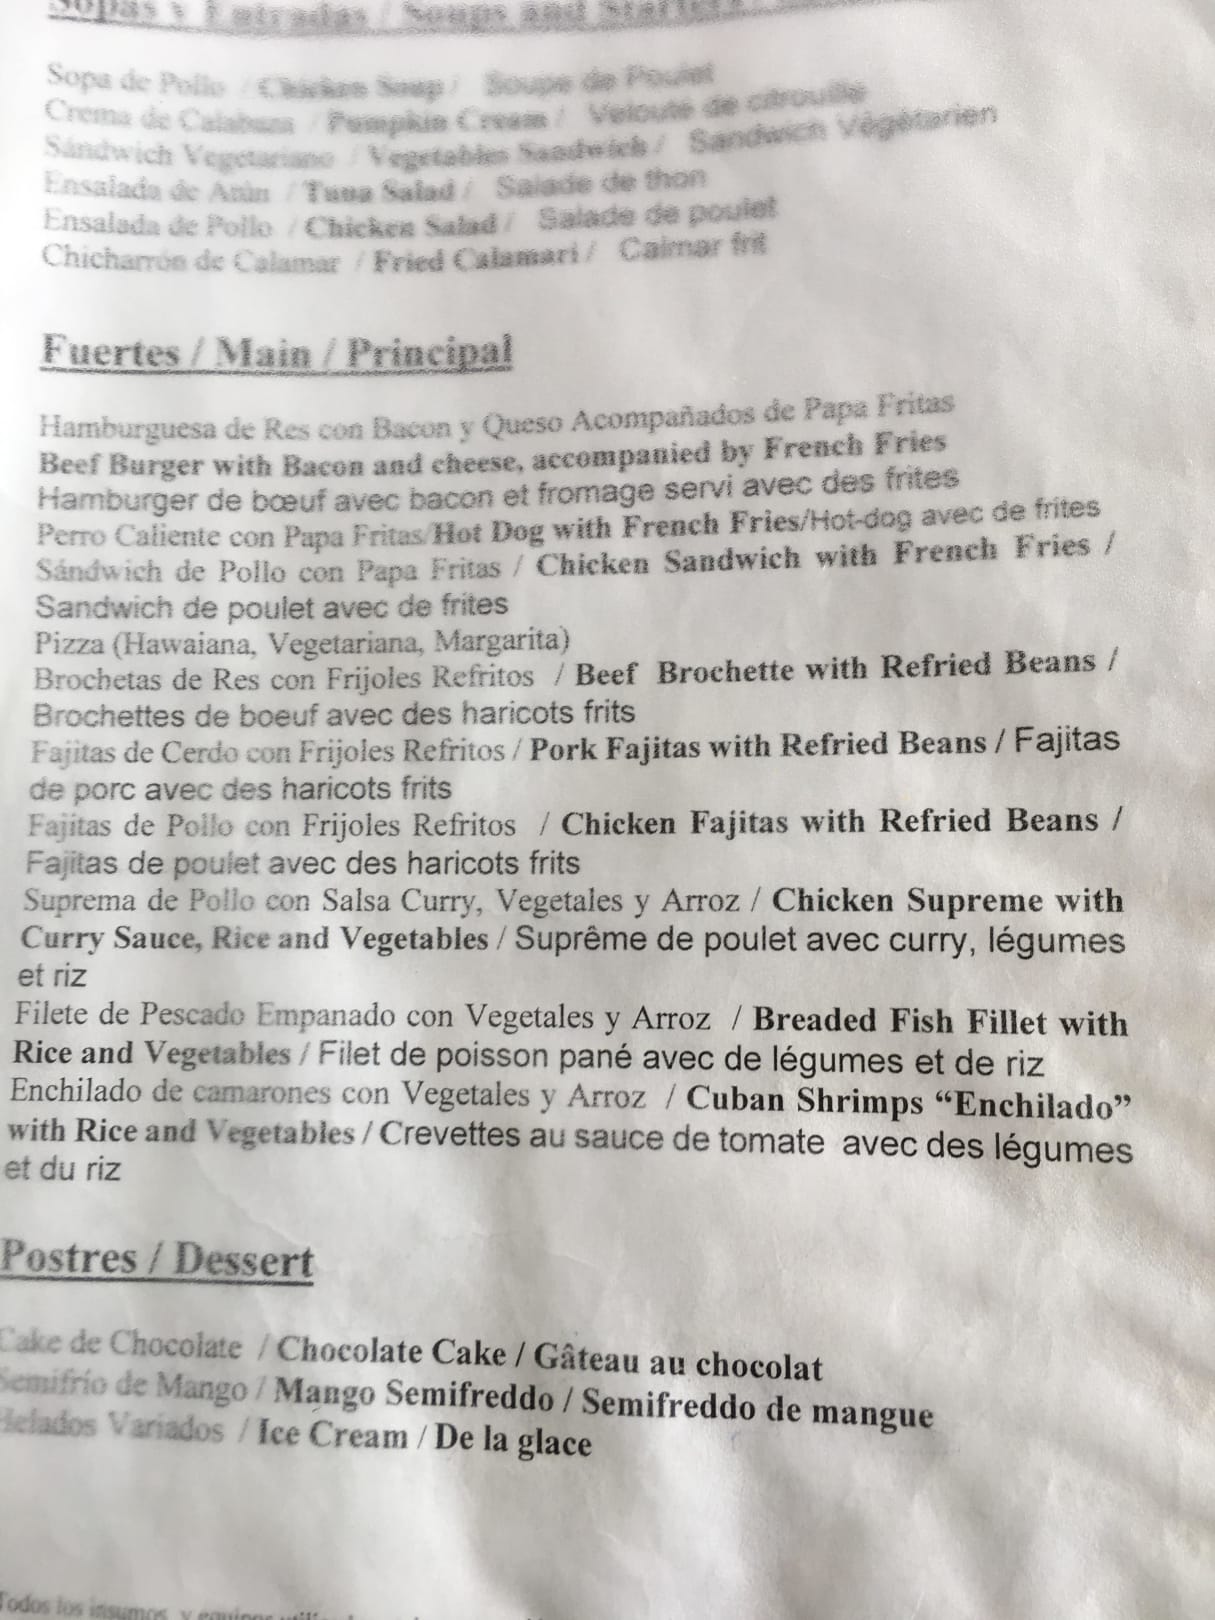 Sopas y Entradas / Soups and Starters
Sopa de Pollo / Chicken Soup / Soupe de Poulet
Crema de Calabaza / Pumpkin Cream / Velouté de citrouille
Sándwich Vegetariano / Vegetables Sandwich / Sandwich Végétarien
Ensalada de Atún / Tuna Salad / Salade de thon
Ensalada de Pollo / Chicken Salad / Salade de poulet
Chicharrón de Calamar / Fried Calamari / Calmar frit
Fuertes / Main / Principal
Hamburguesa de Res con Bacon y Queso Acompañados de Papa Fritas
Beef Burger with Bacon and cheese, accompanied by French Fries
Hamburger de bœuf avec bacon et fromage servi avec des frites
Perro Caliente con Papa Fritas/Hot Dog with French Fries/Hot-dog avec de frites
Sándwich de Pollo con Papa Fritas / Chicken Sandwich with French Fries /
Sandwich de poulet avec de frites
Pizza (Hawaiana, Vegetariana, Margarita)
Brochetas de Res con Frijoles Refritos / Beef Brochette with Refried Beans /
Brochettes de boeuf avec des haricots frits
Fajitas de Cerdo con Frijoles Refritos / Pork Fajitas with Refried Beans / Fajitas
de porc avec des haricots frits
Fajitas de Pollo con Frijoles Refritos / Chicken Fajitas with Refried Beans /
Fajitas de poulet avec des haricots frits
Suprema de Pollo con Salsa Curry, Vegetales y Arroz / Chicken Supreme with
Curry Sauce, Rice and Vegetables / Suprême de poulet avec curry, légumes
et riz
Filete de Pescado Empanado con Vegetales y Arroz / Breaded Fish Fillet with
Rice and Vegetables / Filet de poisson pané avec de légumes et de riz
Enchilado de camarones con Vegetales y Arroz / Cuban Shrimps “Enchilado”
with Rice and Vegetables / Crevettes au sauce de tomate avec des légumes
et du riz
Postres / Dessert
Cake de Chocolate / Chocolate Cake / Gâteau au chocolat
Semifrío de Mango / Mango Semifreddo / Semifreddo de mangue
Helados Variados / Ice Cream / De la glace
Todos los insumos y equipos